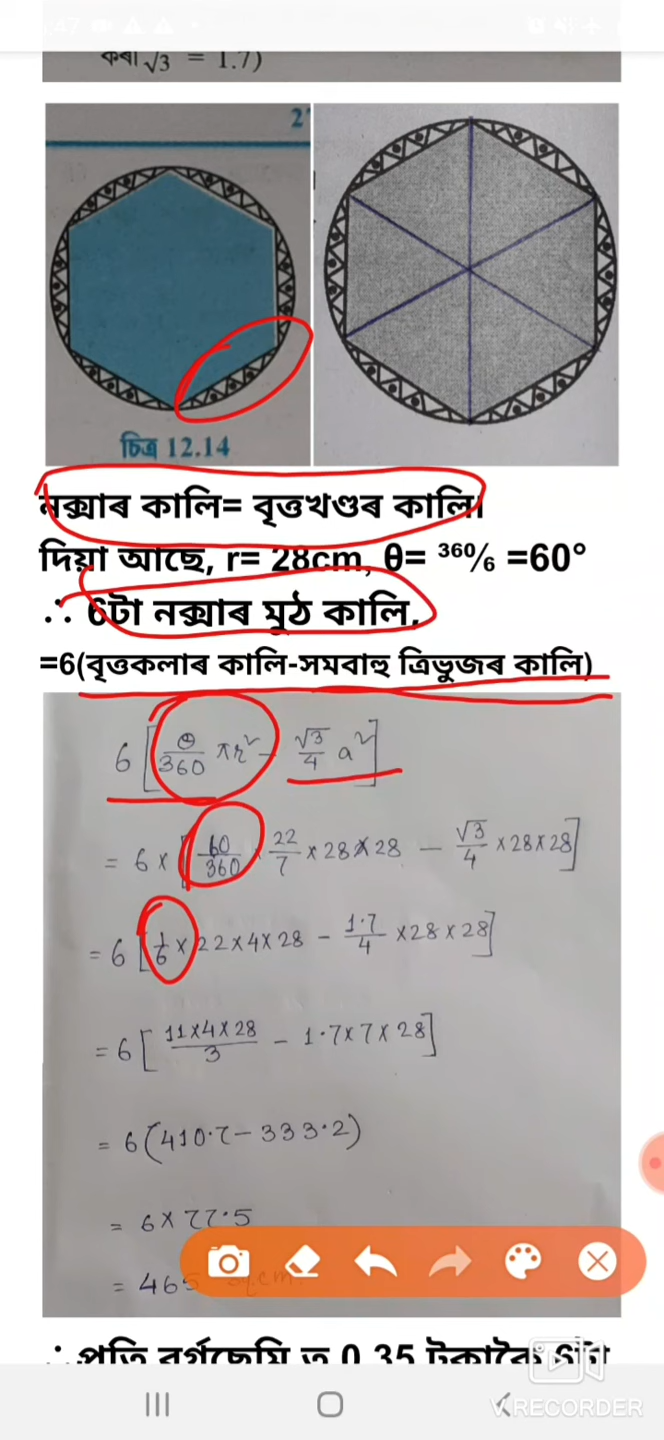 কৰা √3 = 1.7)
2
চিত্ৰ 12.14
নক্সাৰ কালি= বৃত্তখণ্ডৰ কালি।
দিয়া আছে, r= 28cm, θ= ³⁶⁰⁄₆ =60°
∴ 6টা নক্সাৰ মুঠ কালি,
=6(বৃত্তকলাৰ কালি-সমবাহু ত্ৰিভুজৰ কালি)
6 [ θ/360 πr² - √3/4 a² ]
= 6 × [ 60/360 × 22/7 × 28 × 28 - √3/4 × 28 × 28 ]
= 6 [ 1/6 × 22 × 4 × 28 - 1.7/4 × 28 × 28 ]
= 6 [ 11×4×28/3 - 1.7 × 7 × 28 ]
= 6 (410.7 - 333.2)
= 6 × 77.5
= 465
∴প্ৰতি বৰ্গছেমি ত 0.35 টকাকৈ 6টা
V.RECORDER